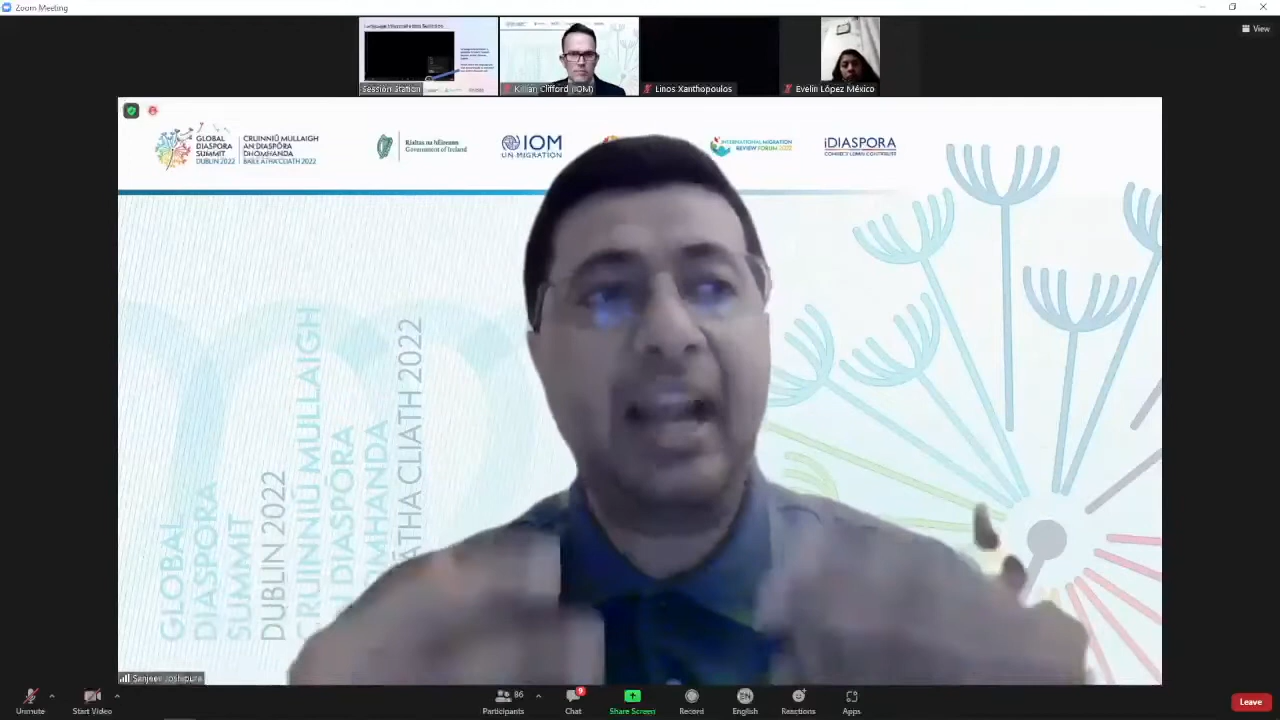 Zoom Meeting
View
Session Station
Killian Clifford (IOM)
Linos Xanthopoulos
Evelin López México
GLOBAL
DIASPORA
SUMMIT
DUBLIN 2022
CRUINNIÚ MULLAIGH
AN DIASPÓRA
DHOMHANDA
BAILE ÁTHA CLIATH 2022
Rialtas na hÉireann
Government of Ireland
IOM
UN MIGRATION
INTERNATIONAL MIGRATION
REVIEW FORUM 2022
iDIASPORA
GLOBAL
DIASPORA
SUMMIT
DUBLIN 2022
CRUINNIÚ MULLAIGH
DIASPÓRA
ÁTHA CLIATH 2022
Sanjeev Joshipura
Unmute
Start Video
86
Participants
9
Chat
Share Screen
Record
EN
English
Reactions
Apps
Leave